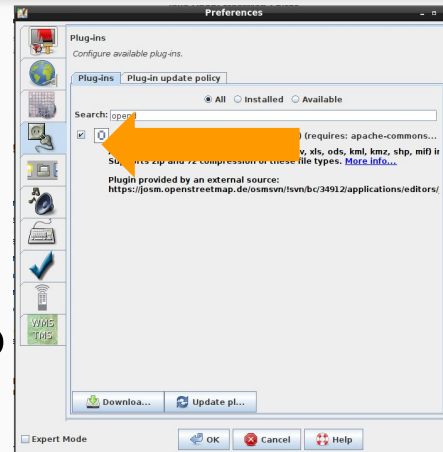 Preferences
Plug-ins
Configure available plug-ins.
Plug-ins Plug-in update policy
All Installed Available
Search: opend
(requires: apache-commons...
v, xls, ods, kml, kmz, shp, mif) in
Supports zip and 7z compression of these file types. More info...
Plugin provided by an external source:
https://josm.openstreetmap.de/osmsvn/!svn/bc/34912/applications/editors/
WMS
TMS
Downloa... Update pl...
Expert Mode OK Cancel Help